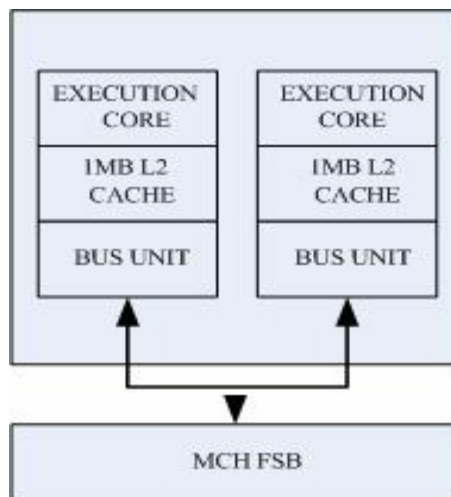 EXECUTION
CORE
1MB L2
CACHE
BUS UNIT
EXECUTION
CORE
1MB L2
CACHE
BUS UNIT
MCH FSB